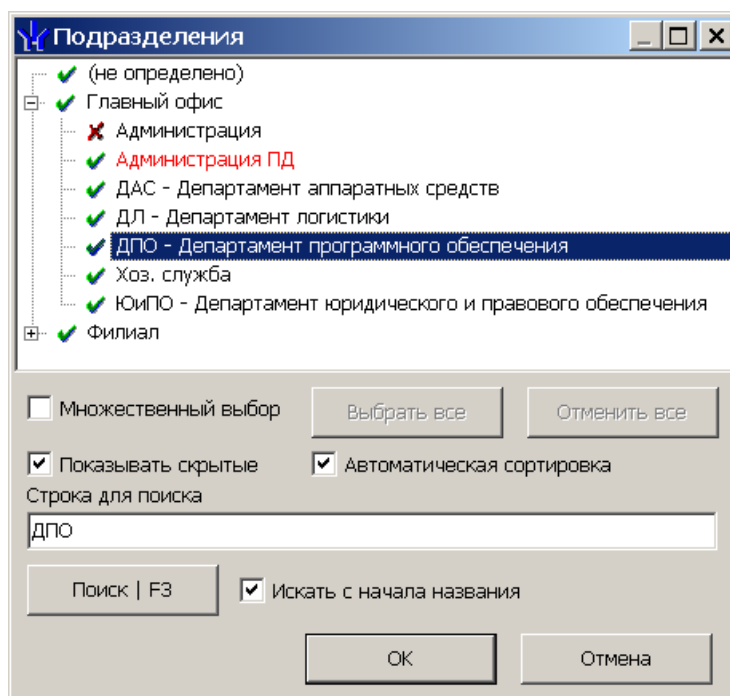 Подразделения
(не определено)
Главный офис
Администрация
Администрация ПД
ДАС - Департамент аппаратных средств
ДЛ - Департамент логистики
ДПО - Департамент программного обеспечения
Хоз. служба
ЮиПО - Департамент юридического и правового обеспечения
Филиал
Множественный выбор
Выбрать все
Отменить все
Показывать скрытые
Автоматическая сортировка
Строка для поиска
ДПО
Поиск | F3
Искать с начала названия
OK
Отмена